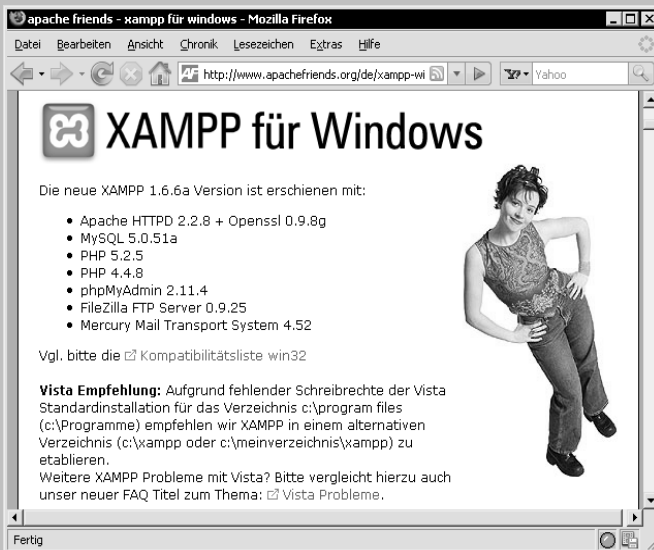 apache friends - xampp für windows - Mozilla Firefox
Datei Bearbeiten Ansicht Chronik Lesezeichen Extras Hilfe
AF http://www.apachefriends.org/de/xampp-wi Y? Yahoo
XAMPP für Windows
Die neue XAMPP 1.6.6a Version ist erschienen mit:
• Apache HTTPD 2.2.8 + Openssl 0.9.8g
• MySQL 5.0.51a
• PHP 5.2.5
• PHP 4.4.8
• phpMyAdmin 2.11.4
• FileZilla FTP Server 0.9.25
• Mercury Mail Transport System 4.52
Vgl. bitte die Kompatibilitätsliste win32
Vista Empfehlung: Aufgrund fehlender Schreibrechte der Vista
Standardinstallation für das Verzeichnis c:\program files
(c:\Programme) empfehlen wir XAMPP in einem alternativen
Verzeichnis (c:\xampp oder c:\meinverzeichnis\xampp) zu
etablieren.
Weitere XAMPP Probleme mit Vista? Bitte vergleicht hierzu auch
unser neuer FAQ Titel zum Thema: Vista Probleme.
Fertig